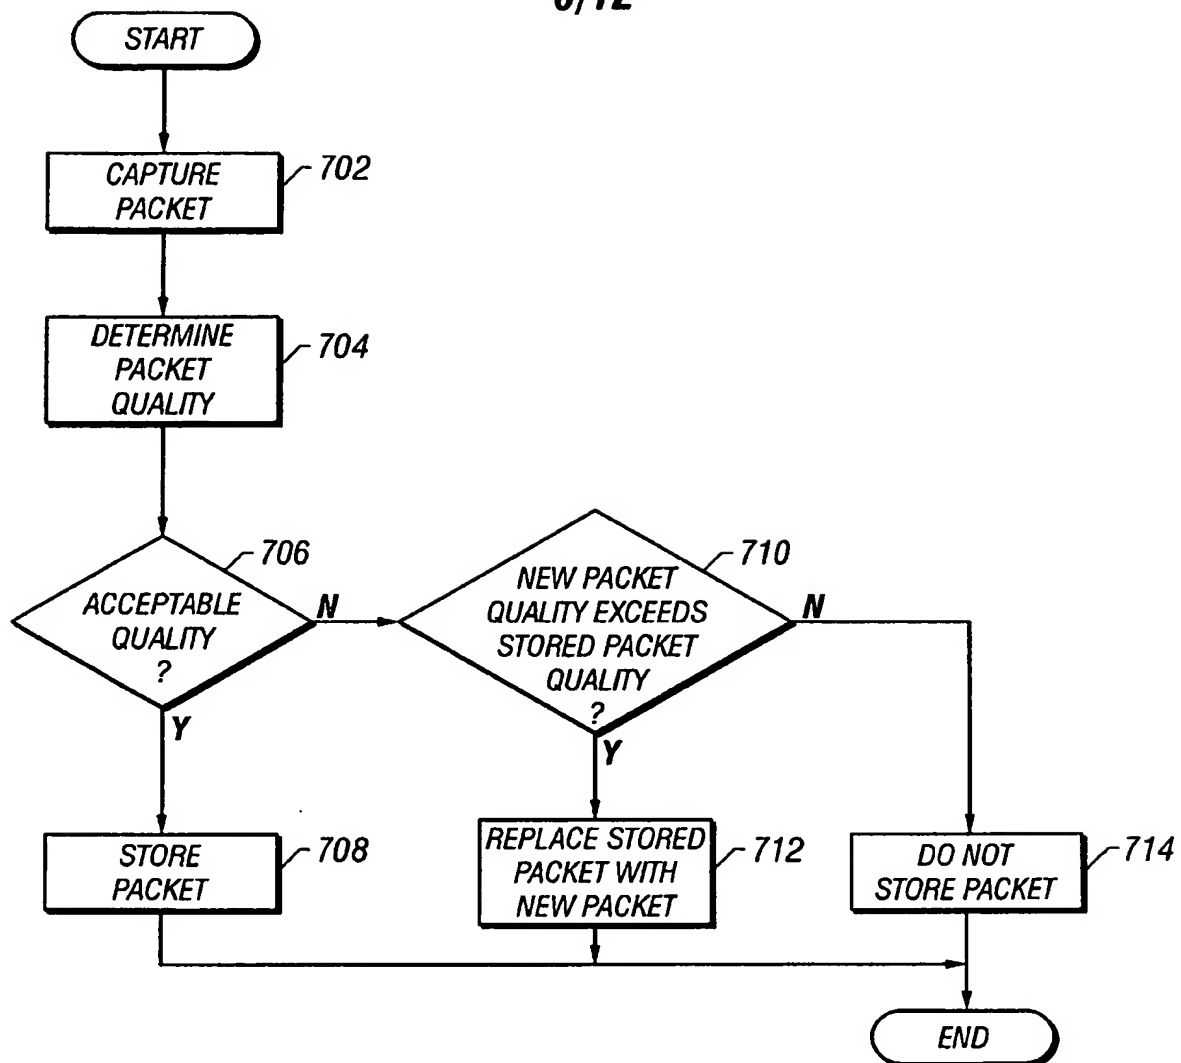 START
CAPTURE
PACKET
702
DETERMINE
PACKET
QUALITY
704
ACCEPTABLE
QUALITY
?
706
N
Y
NEW PACKET
QUALITY EXCEEDS
STORED PACKET
QUALITY
?
710
N
Y
STORE
PACKET
708
REPLACE STORED
PACKET WITH
NEW PACKET
712
DO NOT
STORE PACKET
714
END